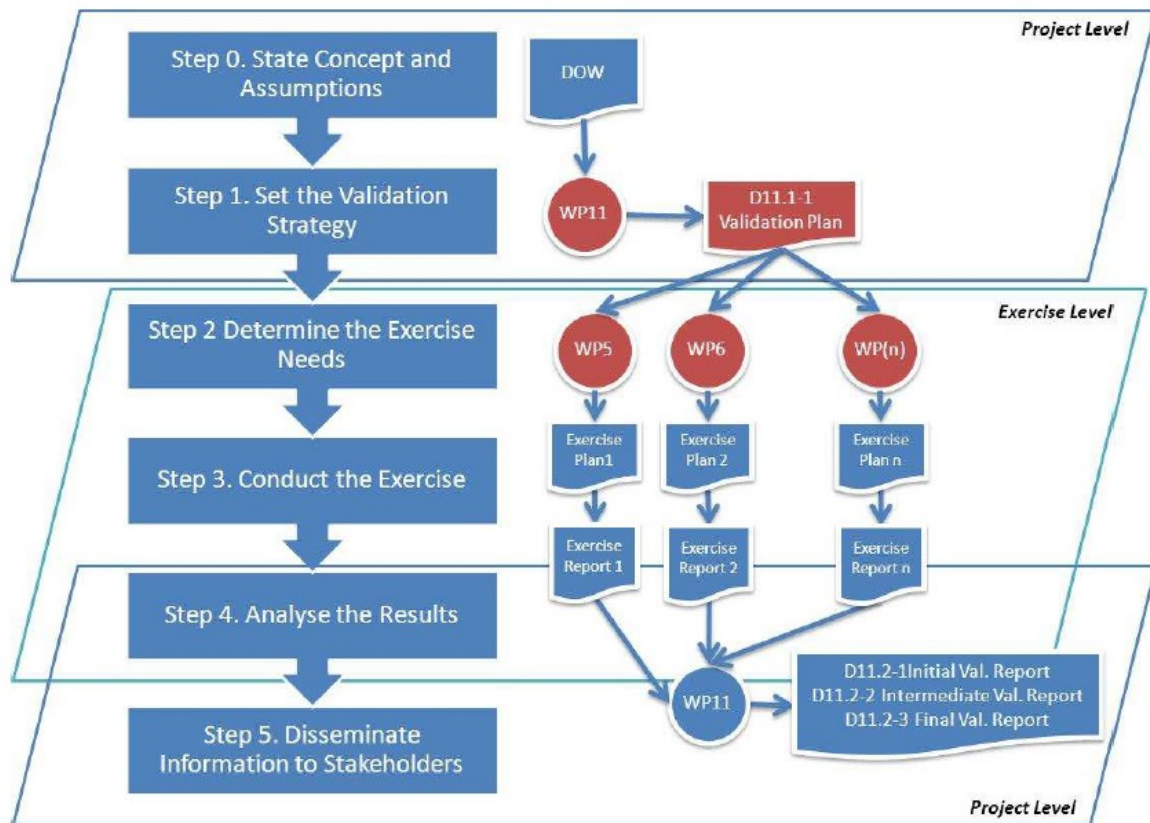 Project Level
Step 0. State Concept and
Assumptions
DOW
Step 1. Set the Validation
Strategy
WP11
D11.1-1
Validation Plan
Exercise Level
Step 2 Determine the Exercise
Needs
WP5
WP6
WP(n)
Exercise
Plan1
Exercise
Plan 2
Exercise
Plan n
Step 3. Conduct the Exercise
Exercise
Report 1
Exercise
Report 2
Exercise
Report n
Step 4. Analyse the Results
WP11
D11.2-1Initial Val. Report
D11.2-2 Intermediate Val. Report
D11.2-3 Final Val. Report
Step 5. Disseminate
Information to Stakeholders
Project Level